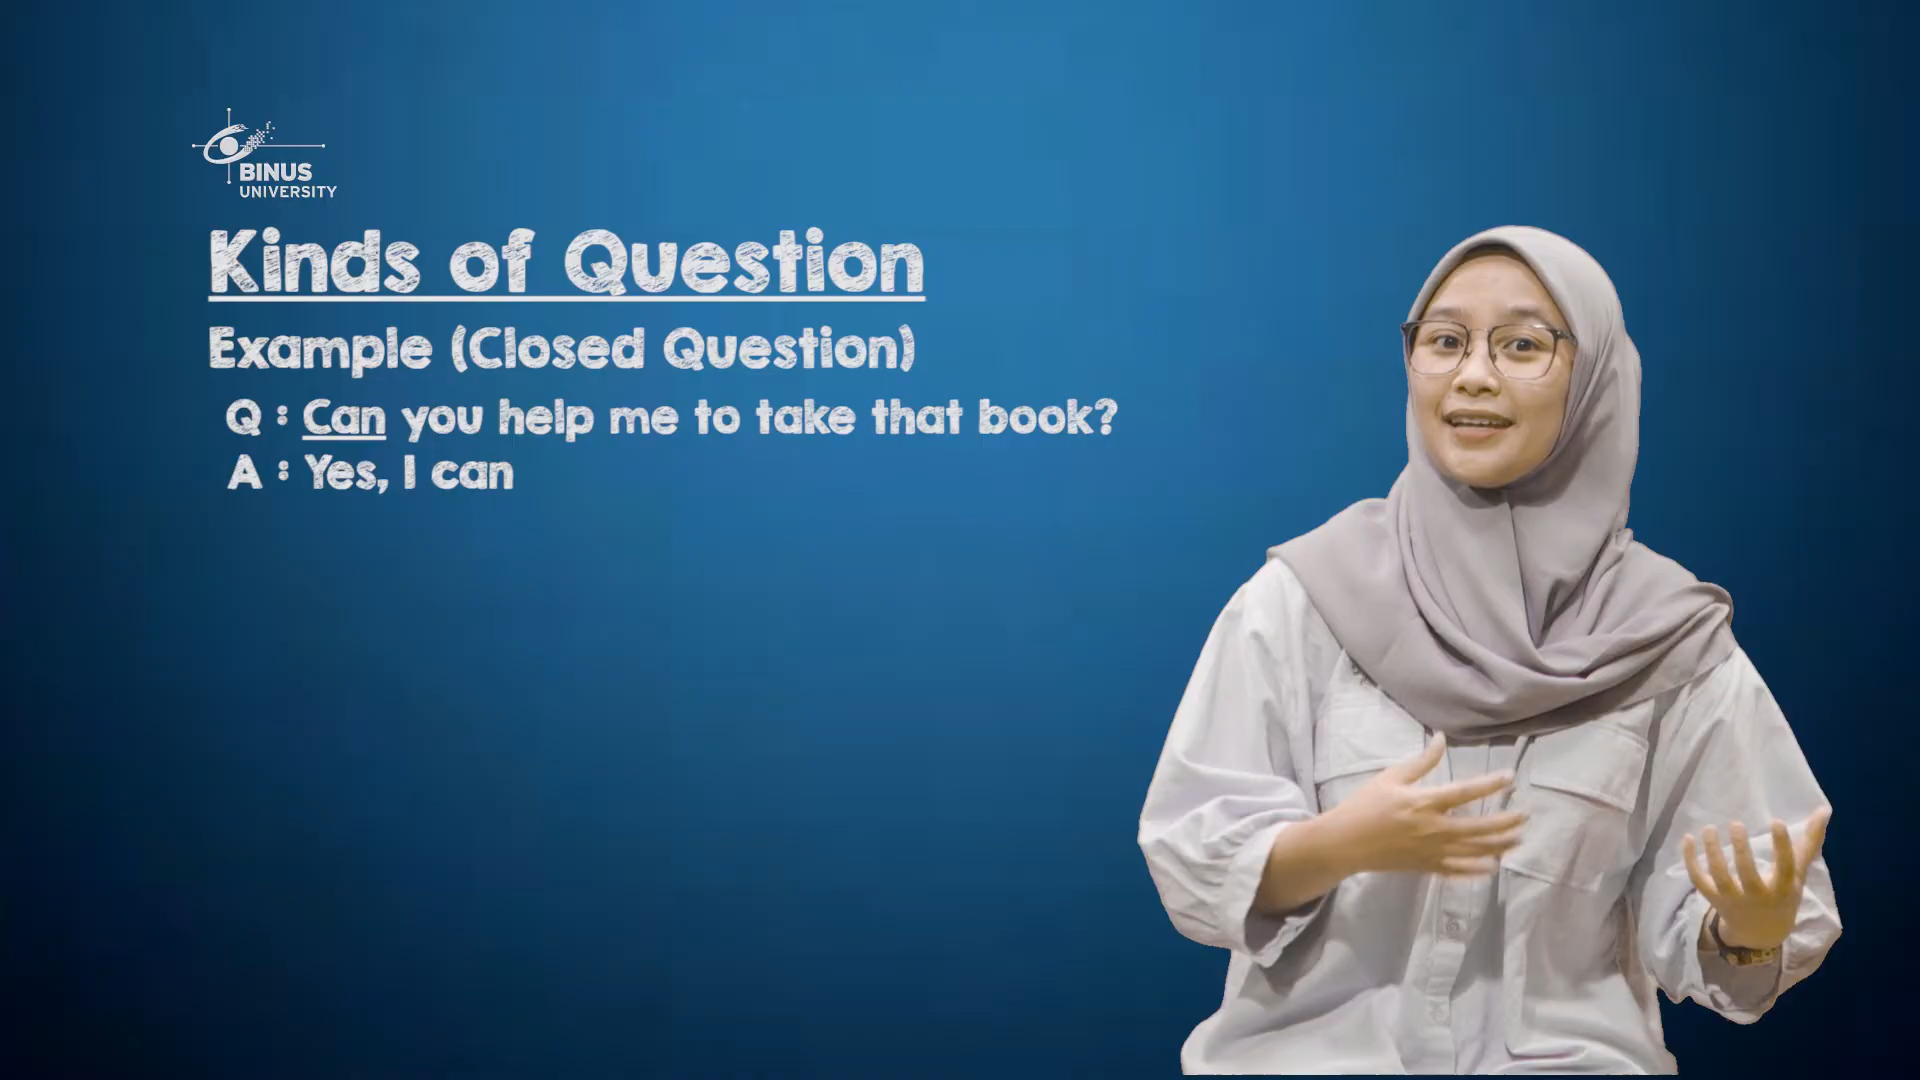 BINUS
UNIVERSITY
Kinds of Question
Example (Closed Question)
Q : Can you help me to take that book?
A : Yes, I can